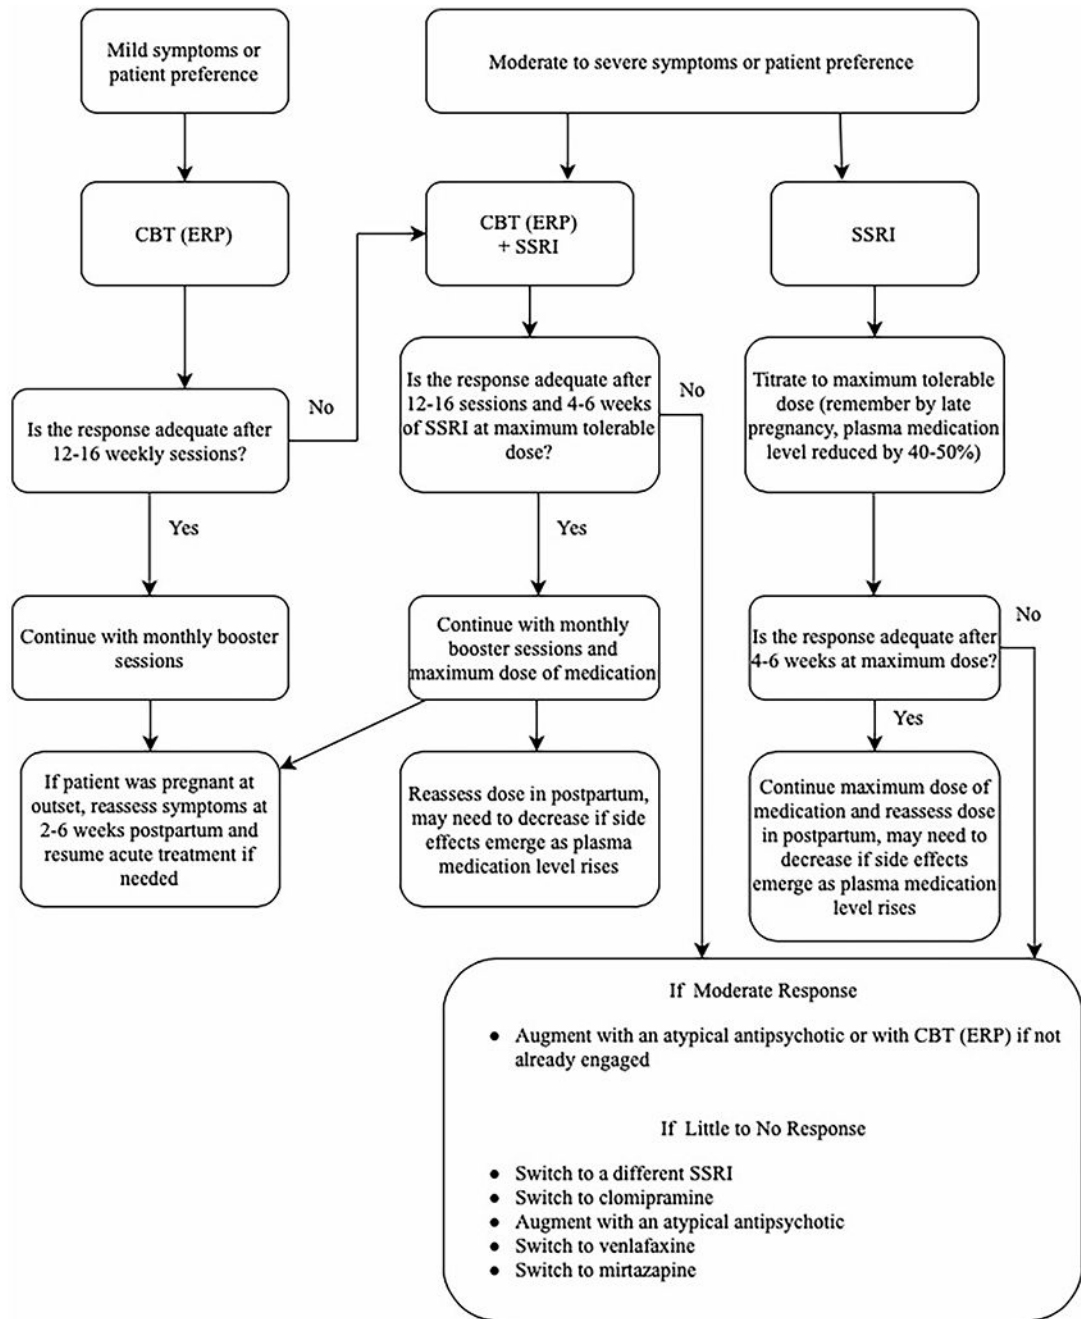 Mild symptoms or
patient preference
Moderate to severe symptoms or patient preference
CBT (ERP)
CBT (ERP)
+ SSRI
SSRI
Is the response adequate after
12-16 weekly sessions?
No
Is the response adequate after
12-16 sessions and 4-6 weeks
of SSRI at maximum tolerable
dose?
No
Titrate to maximum tolerable
dose (remember by late
pregnancy, plasma medication
level reduced by 40-50%)
Yes
Yes
Continue with monthly booster
sessions
Continue with monthly
booster sessions and
maximum dose of medication
Is the response adequate after
4-6 weeks at maximum dose?
No
Yes
If patient was pregnant at
outset, reassess symptoms at
2-6 weeks postpartum and
resume acute treatment if
needed
Reassess dose in postpartum,
may need to decrease if side
effects emerge as plasma
medication level rises
Continue maximum dose of
medication and reassess dose
in postpartum, may need to
decrease if side effects
emerge as plasma medication
level rises
If Moderate Response
● Augment with an atypical antipsychotic or with CBT (ERP) if not
already engaged
If Little to No Response
● Switch to a different SSRI
● Switch to clomipramine
● Augment with an atypical antipsychotic
● Switch to venlafaxine
● Switch to mirtazapine